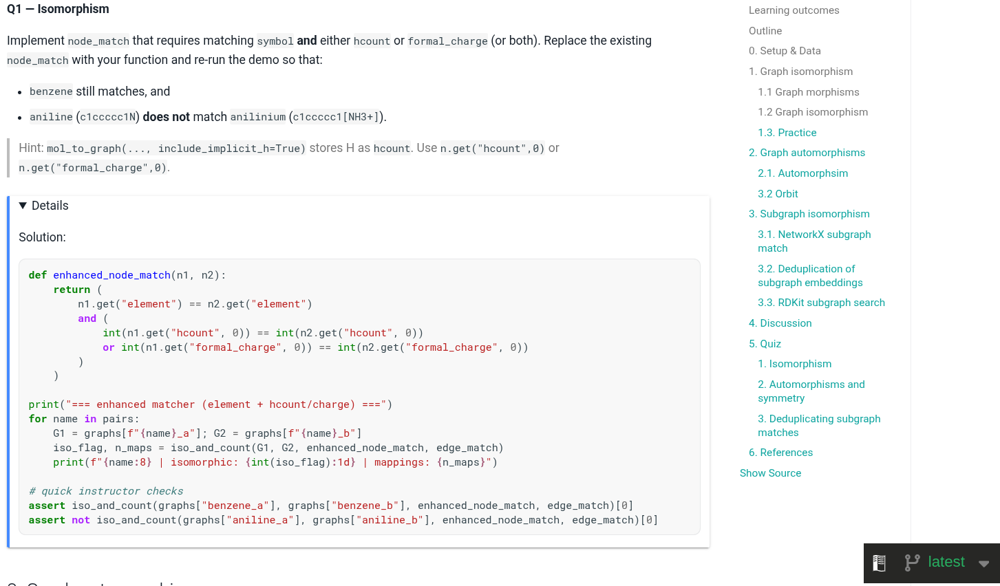 Q1 — Isomorphism
Implement node_match that requires matching symbol and either hcount or formal_charge (or both). Replace the existing
node_match with your function and re-run the demo so that:
benzene still matches, and
aniline (c1ccccc1N) does not match anilinium (c1ccccc1[NH3+]).
Hint: mol_to_graph(..., include_implicit_h=True) stores H as hcount. Use n.get("hcount",0) or
n.get("formal_charge",0).
Details
Solution:
def enhanced_node_match(n1, n2):
    return (
        n1.get("element") == n2.get("element")
        and (
            int(n1.get("hcount", 0)) == int(n2.get("hcount", 0))
            or int(n1.get("formal_charge", 0)) == int(n2.get("formal_charge", 0))
        )
    )
print("=== enhanced matcher (element + hcount/charge) ===")
for name in pairs:
    G1 = graphs[f"{name}_a"]; G2 = graphs[f"{name}_b"]
    iso_flag, n_maps = iso_and_count(G1, G2, enhanced_node_match, edge_match)
    print(f"{name:8} | isomorphic: {int(iso_flag):1d} | mappings: {n_maps}")
# quick instructor checks
assert iso_and_count(graphs["benzene_a"], graphs["benzene_b"], enhanced_node_match, edge_match)[0]
assert not iso_and_count(graphs["aniline_a"], graphs["aniline_b"], enhanced_node_match, edge_match)[0]
Learning outcomes
Outline
0. Setup & Data
1. Graph isomorphism
1.1 Graph morphisms
1.2 Graph isomorphism
1.3. Practice
2. Graph automorphisms
2.1. Automorphsim
3.2 Orbit
3. Subgraph isomorphism
3.1. NetworkX subgraph
match
3.2. Deduplication of
subgraph embeddings
3.3. RDKit subgraph search
4. Discussion
5. Quiz
1. Isomorphism
2. Automorphisms and
symmetry
3. Deduplicating subgraph
matches
6. References
Show Source
latest